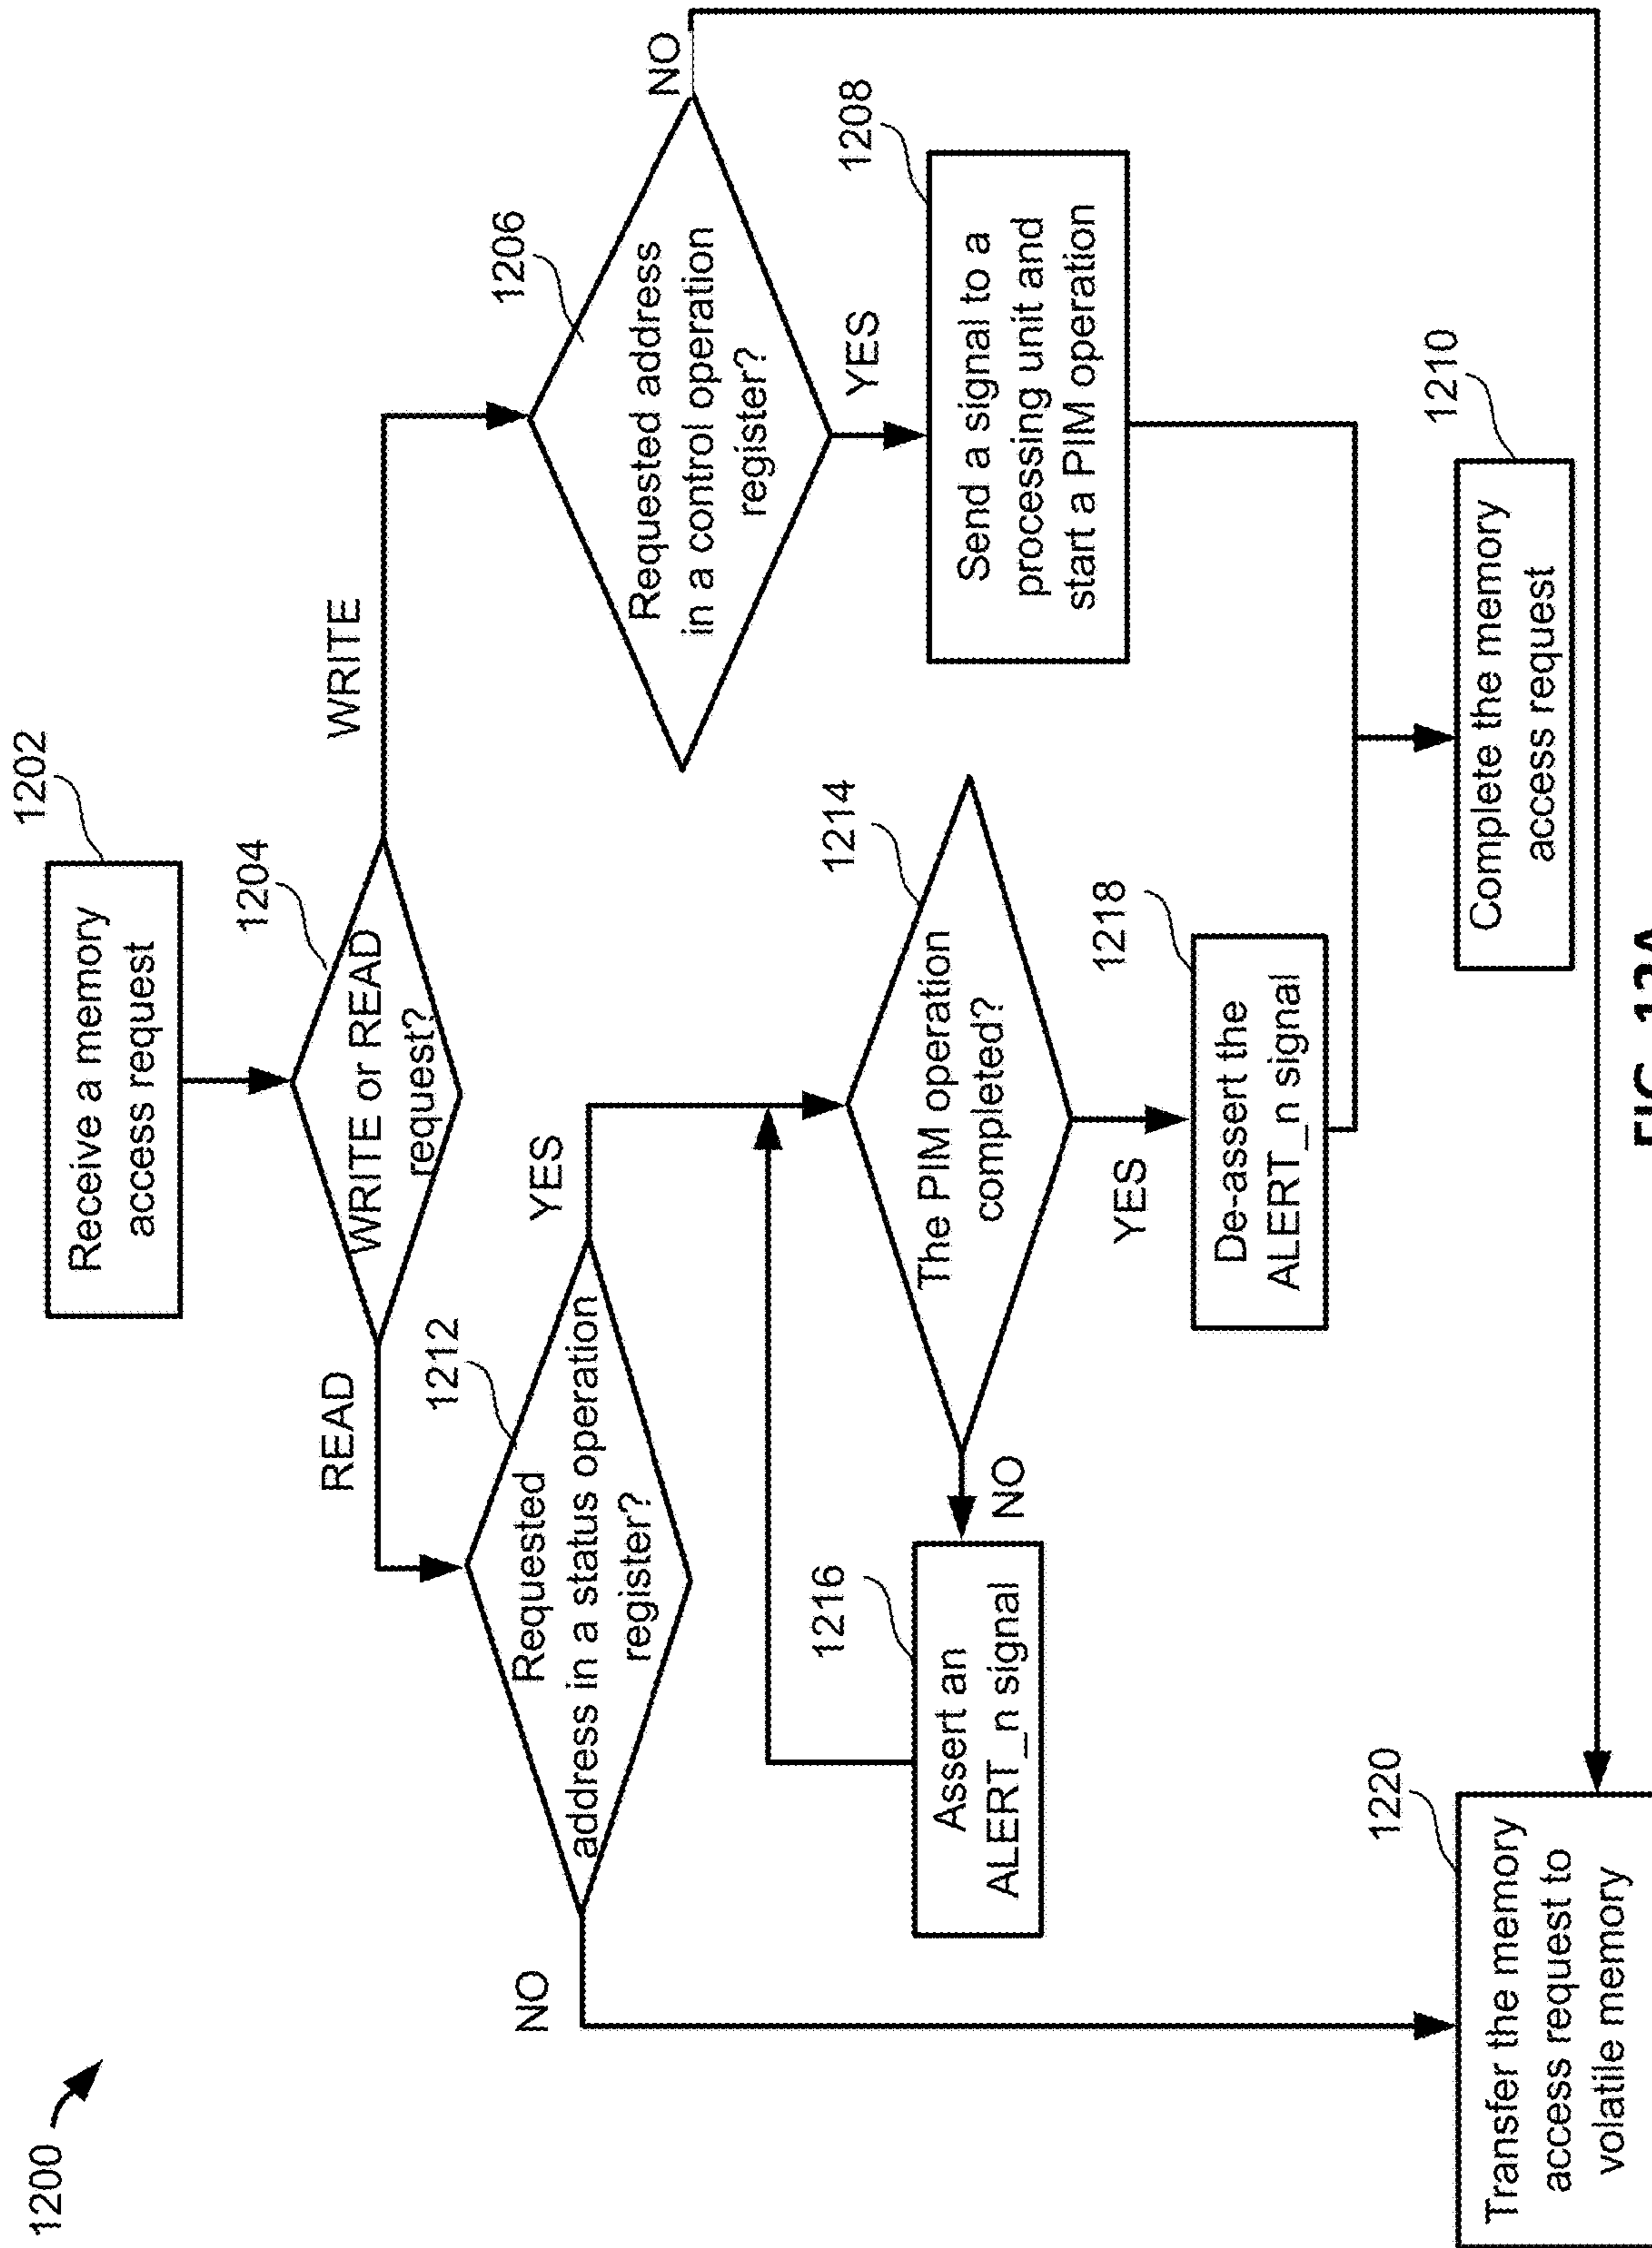 1200
1202
Receive a memory
access request
1204
WRITE or READ
request?
READ
WRITE
1212
Requested
address in a status operation
register?
NO
YES
1206
Requested address
in a control operation
register?
NO
YES
1216
Assert an
ALERT_n signal
NO
1214
The PIM operation
completed?
YES
1208
Send a signal to a
processing unit and
start a PIM operation
1218
De-assert the
ALERT_n signal
1220
Transfer the memory
access request to
volatile memory
1210
Complete the memory
access request